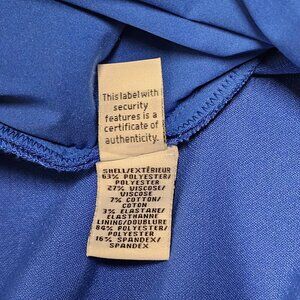 This label with
security
features is a
certificate of
authenticity.
SHELL/EXTÉRIEUR
63% POLYESTER/
POLYESTER
27% VISCOSE/
VISCOSE
7% COTTON/
COTON
3% ELASTANE/
ELASTHANNE
LINING/DOUBLURE
84% POLYESTER/
POLYESTER
16% SPANDEX/
SPANDEX